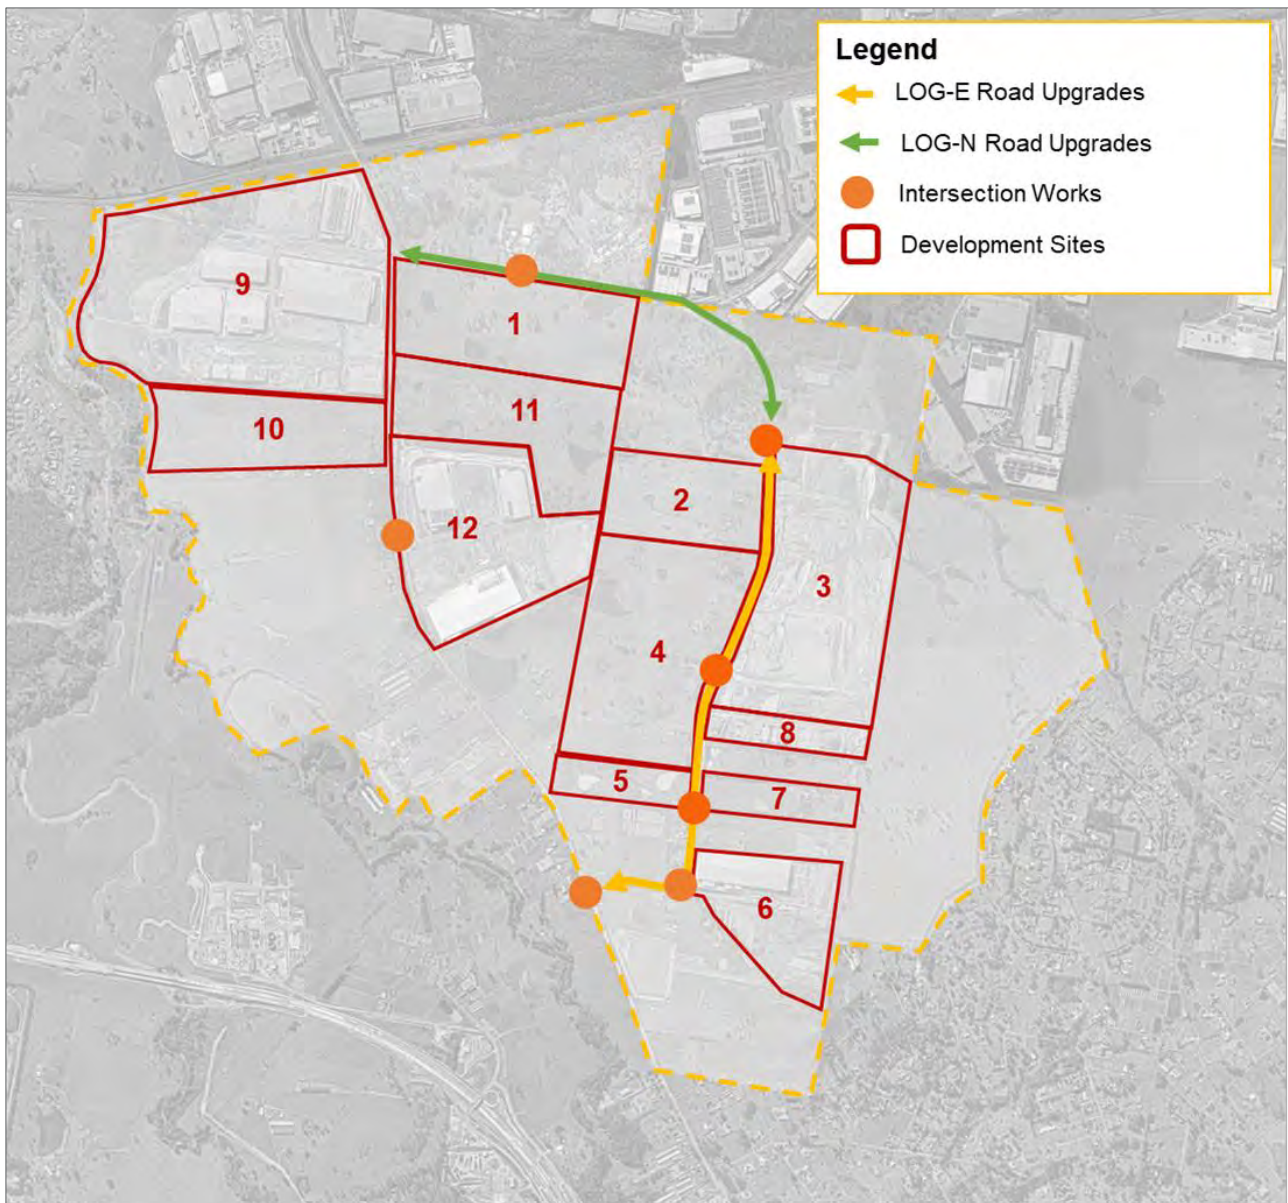 Legend
LOG-E Road Upgrades
LOG-N Road Upgrades
Intersection Works
Development Sites
9
1
11
10
2
12
3
4
8
5
7
6